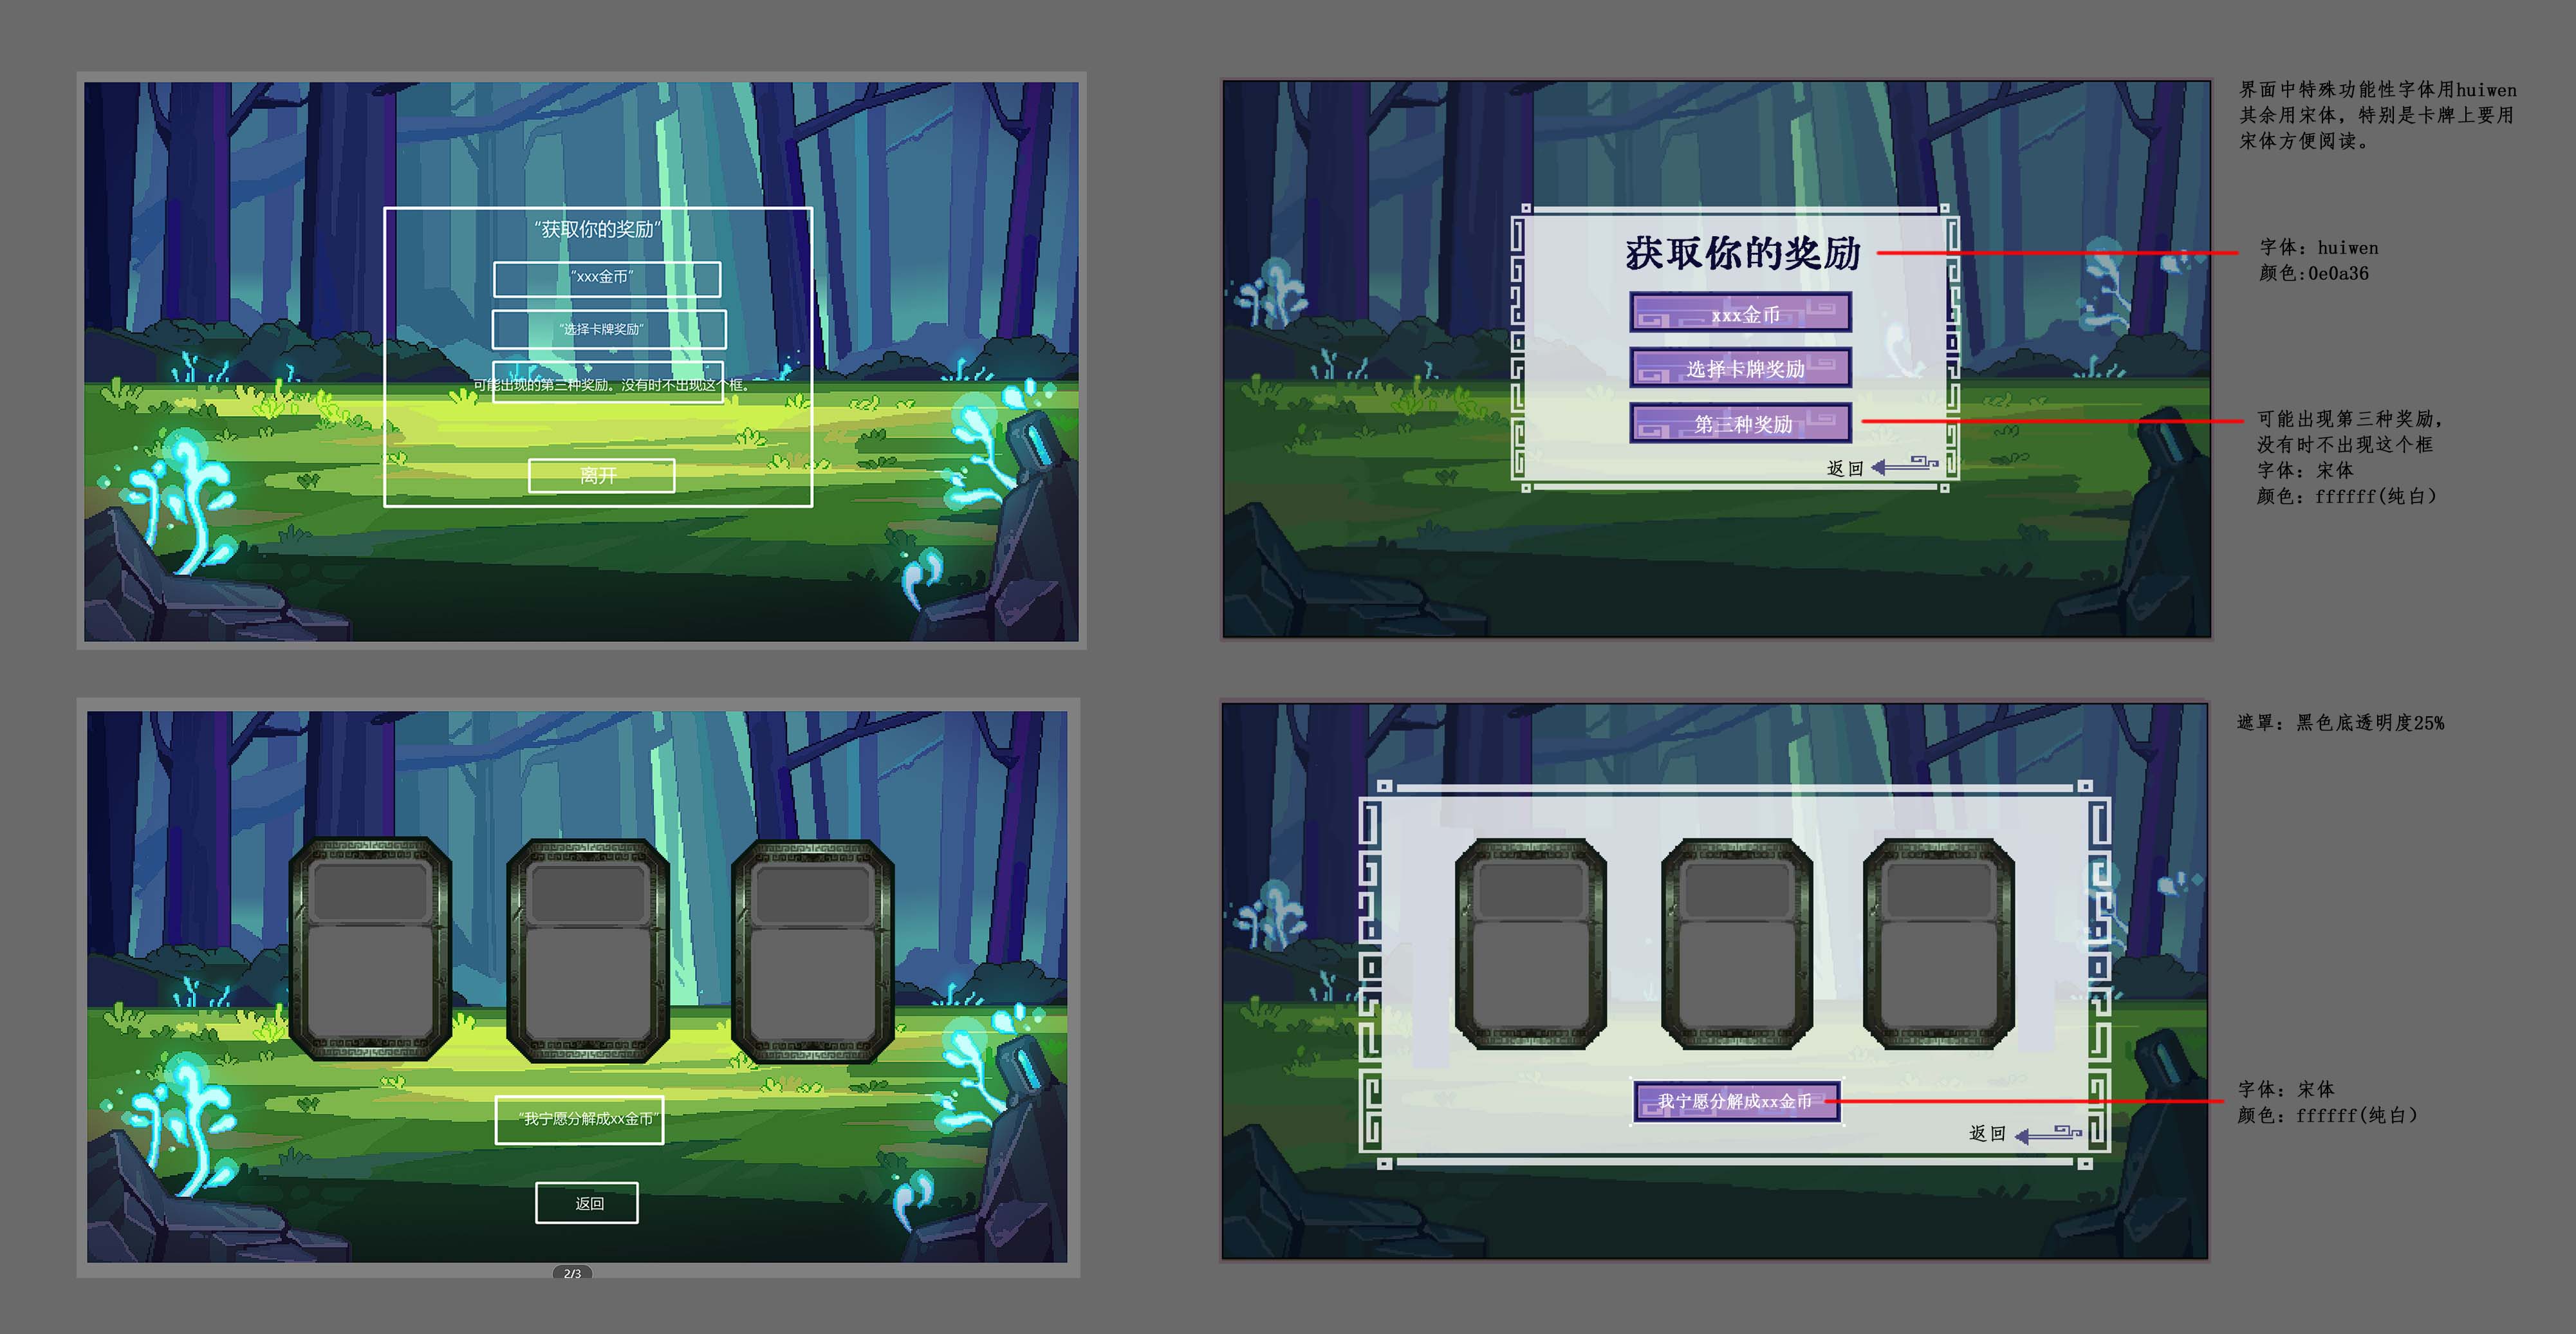 “获取你的奖励”
“xxx金币”
“选择卡牌奖励”
可能出现的第三种奖励。没有时不出现这个框。
离开
获取你的奖励
xxx金币
选择卡牌奖励
第三种奖励
返回
界面中特殊功能性字体用huiwen
其余用宋体，特别是卡牌上要用
宋体方便阅读。
字体：huiwen
颜色:0e0a36
可能出现第三种奖励，
没有时不出现这个框
字体：宋体
颜色：ffffff(纯白)
“我宁愿分解成xx金币”
返回
2/3
我宁愿分解成xx金币
返回
遮罩：黑色底透明度25%
字体：宋体
颜色：ffffff(纯白)